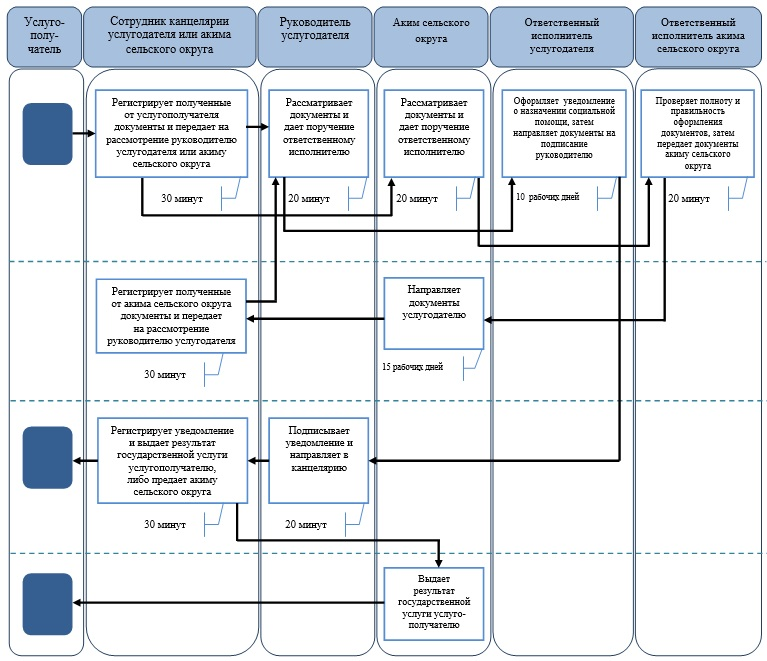 Услуго-
полу-
чатель
Сотрудник канцелярии
услугодателя или акима
сельского округа
Руководитель
услугодателя
Аким сельского
округа
Ответственный
исполнитель
услугодателя
Ответственный
исполнитель акима
сельского округа
Регистрирует полученные
от услугополучателя
документы и передает на
рассмотрение руководителю
услугодателя или акиму
сельского округа
30 минут
Рассматривает
документы и
дает поручение
ответственному
исполнителю
20 минут
Рассматривает
документы и
дает поручение
ответственному
исполнителю
20 минут
Оформляет уведомление
о назначении социальной
помощи, затем
направляет документы на
подписание
руководителю
10 рабочих дней
Проверяет полноту и
правильность
оформления
документов, затем
передает документы
акиму сельского
округа
20 минут
Регистрирует полученные
от акима сельского округа
документы и передает
на рассмотрение
руководителю услугодателя
30 минут
Направляет
документы
услугодателю
15 рабочих дней
Регистрирует уведомление
и выдает результат
государственной услуги
услугополучателю,
либо предает акиму
сельского округа
30 минут
Подписывает
уведомление и
направляет в
канцелярию
20 минут
Выдает
результат
государственной
услуги услуго-
получателю